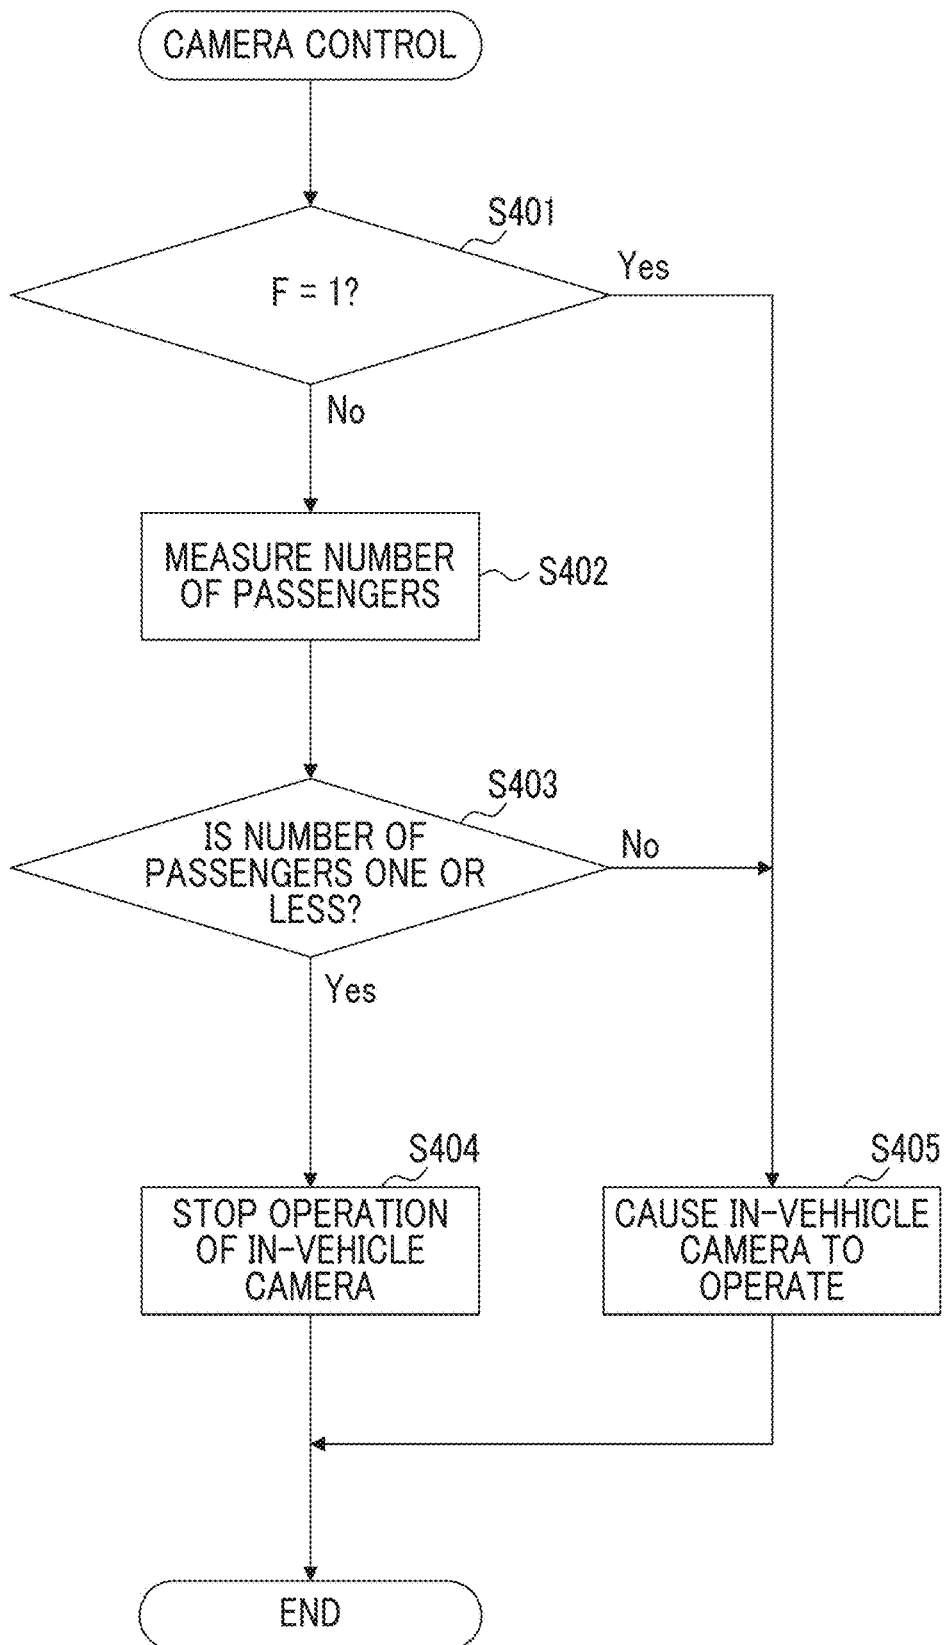 CAMERA CONTROL
S401
F = 1?
Yes
No
MEASURE NUMBER
OF PASSENGERS
S402
S403
IS NUMBER OF
PASSENGERS ONE OR
LESS?
No
Yes
S404
STOP OPERATION
OF IN-VEHICLE
CAMERA
S405
CAUSE IN-VEHHICLE
CAMERA TO
OPERATE
END